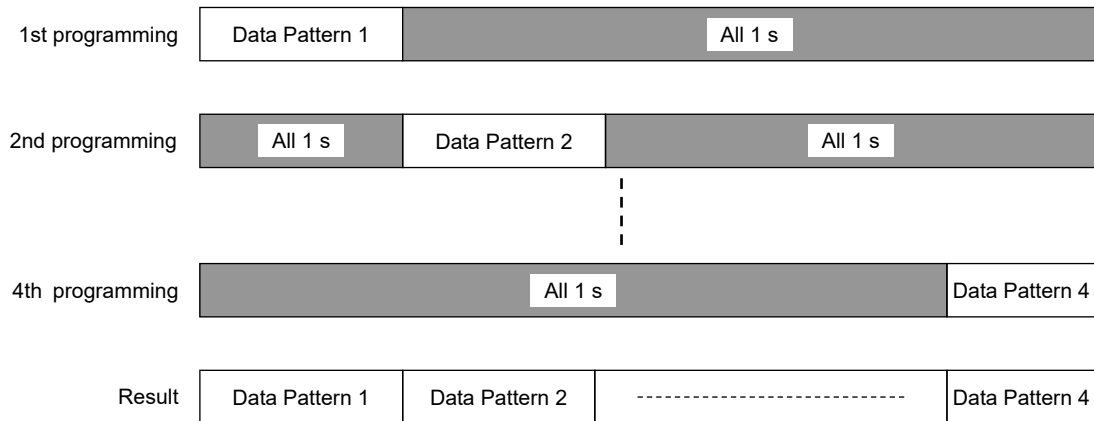 1st programming Data Pattern 1 All 1 s
2nd programming All 1 s Data Pattern 2 All 1 s
4th programming All 1 s Data Pattern 4
Result Data Pattern 1 Data Pattern 2 Data Pattern 4